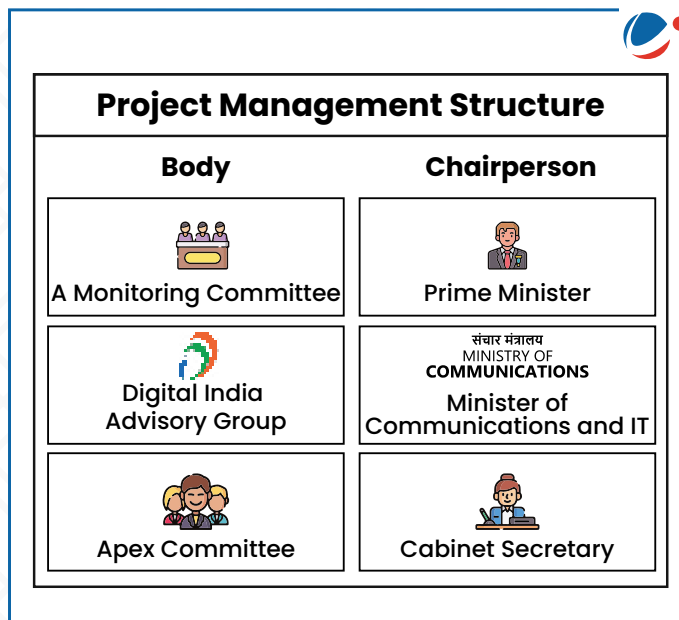 Project Management Structure
Body
Chairperson
A Monitoring Committee
Prime Minister
Digital India
Advisory Group
संचार मंत्रालय
MINISTRY OF
COMMUNICATIONS
Minister of
Communications and IT
Apex Committee
Cabinet Secretary